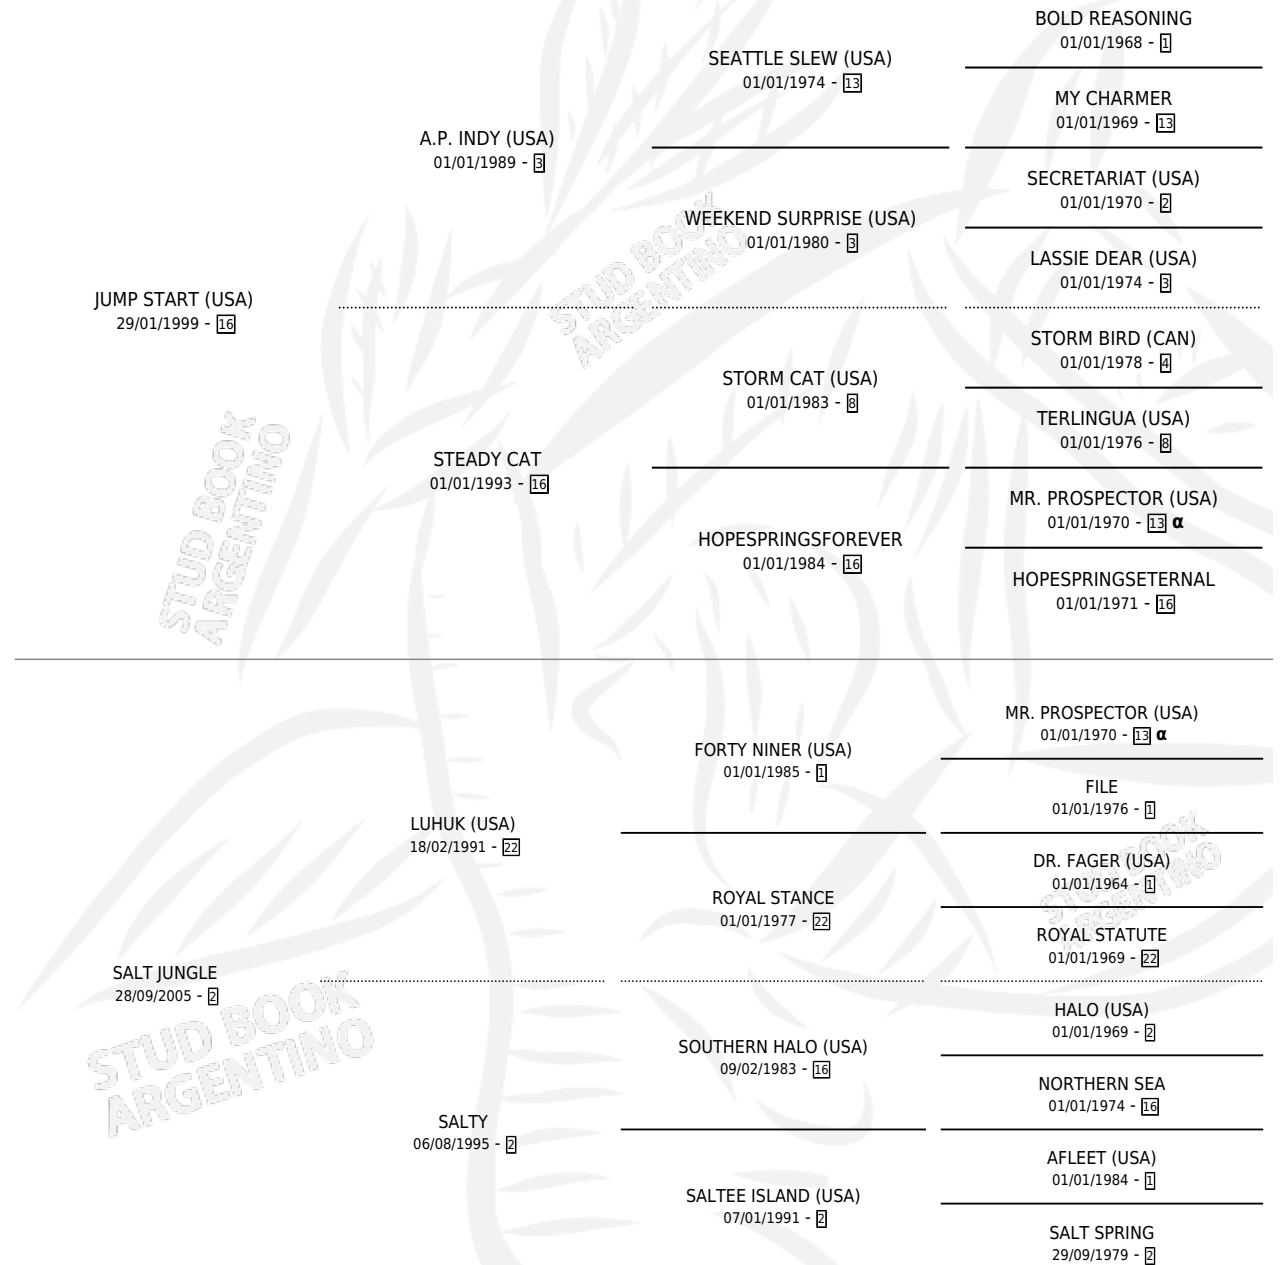 JUMP START (USA)
29/01/1999 - 16
A.P. INDY (USA)
01/01/1989 - 3
SEATTLE SLEW (USA)
01/01/1974 - 13
BOLD REASONING
01/01/1968 - 1
MY CHARMER
01/01/1969 - 13
WEEKEND SURPRISE (USA)
01/01/1980 - 3
SECRETARIAT (USA)
01/01/1970 - 2
LASSIE DEAR (USA)
01/01/1974 - 3
STEADY CAT
01/01/1993 - 16
STORM CAT (USA)
01/01/1983 - 8
STORM BIRD (CAN)
01/01/1978 - 4
TERLINGUA (USA)
01/01/1976 - 8
HOPESPRINGSFOREVER
01/01/1984 - 16
MR. PROSPECTOR (USA)
01/01/1970 - 13 α
HOPESPRINGSETERNAL
01/01/1971 - 16
SALT JUNGLE
28/09/2005 - 2
LUHUK (USA)
18/02/1991 - 22
FORTY NINER (USA)
01/01/1985 - 1
MR. PROSPECTOR (USA)
01/01/1970 - 13 α
FILE
01/01/1976 - 1
ROYAL STANCE
01/01/1977 - 22
DR. FAGER (USA)
01/01/1964 - 1
ROYAL STATUTE
01/01/1969 - 22
SALTY
06/08/1995 - 2
SOUTHERN HALO (USA)
09/02/1983 - 16
HALO (USA)
01/01/1969 - 2
NORTHERN SEA
01/01/1974 - 16
SALTEE ISLAND (USA)
07/01/1991 - 2
AFLEET (USA)
01/01/1984 - 1
SALT SPRING
29/09/1979 - 2
STUD BOOK
ARGENTINO
STUD BOOK
ARGENTINO
STUD BOOK
ARGENTINO
STUD BOOK
ARGENTINO